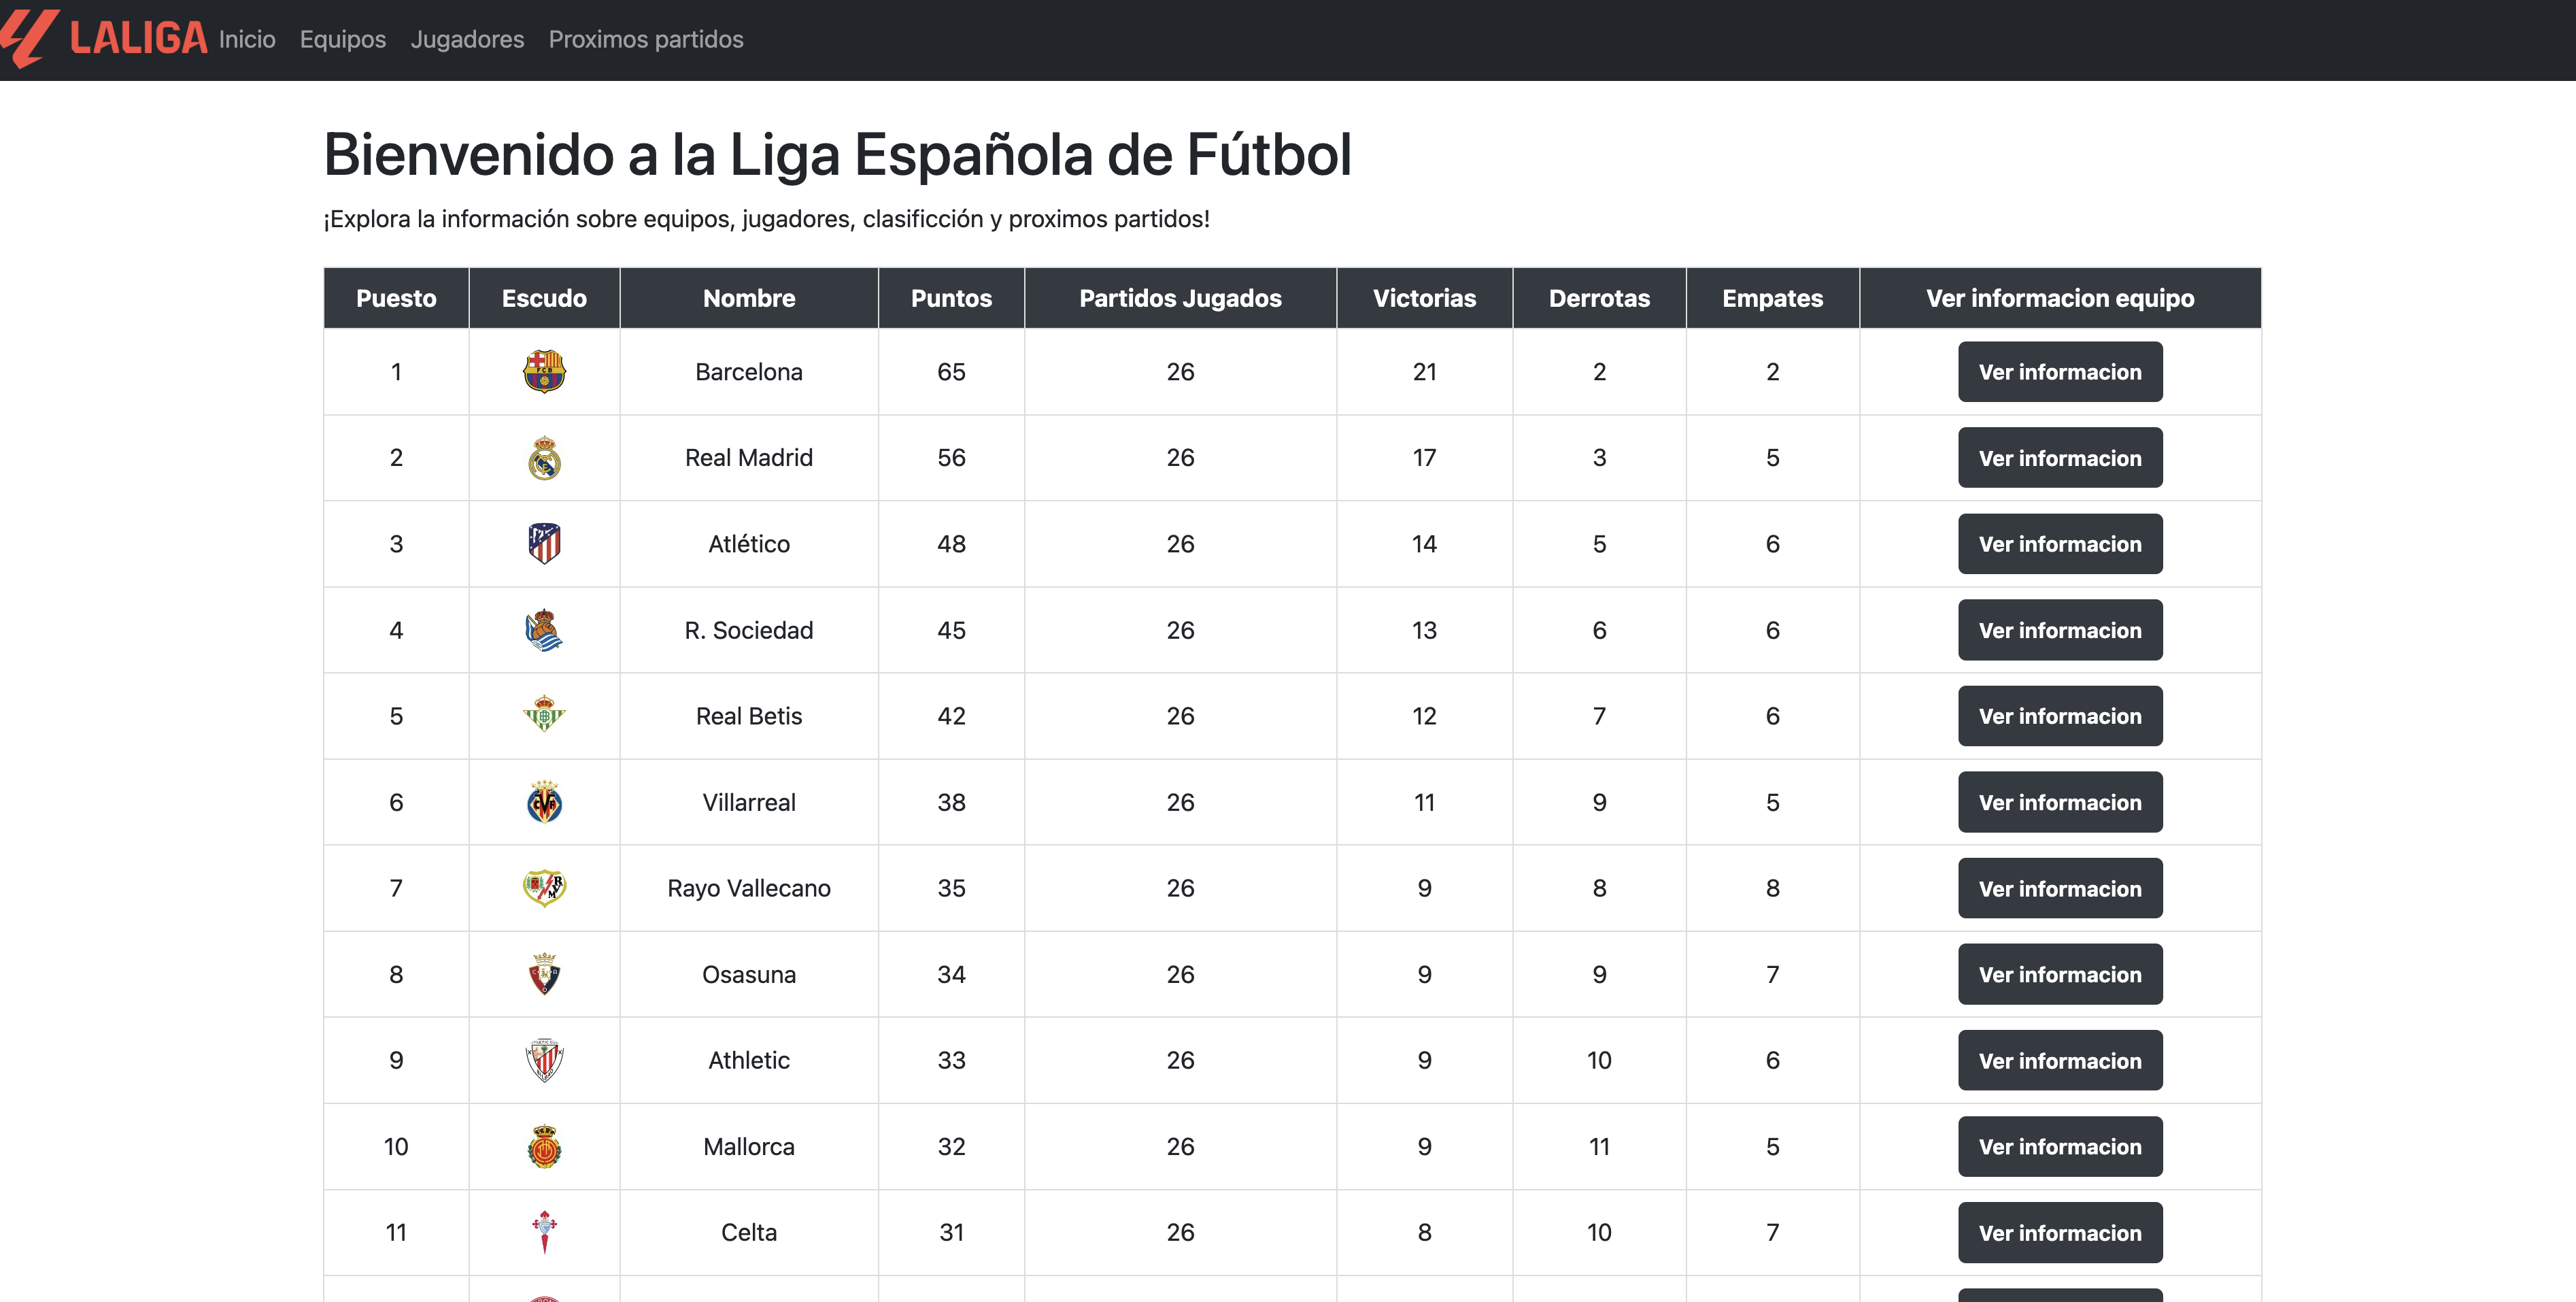 LALIGA Inicio Equipos Jugadores Proximos partidos
Bienvenido a la Liga Española de Fútbol
¡Explora la información sobre equipos, jugadores, clasificción y proximos partidos!
Puesto Escudo Nombre Puntos Partidos Jugados Victorias Derrotas Empates Ver informacion equipo
1 FCB Barcelona 65 26 21 2 2 Ver informacion
2 Real Madrid 56 26 17 3 5 Ver informacion
3 Atlético 48 26 14 5 6 Ver informacion
4 R. Sociedad 45 26 13 6 6 Ver informacion
5 Real Betis 42 26 12 7 6 Ver informacion
6 Villarreal 38 26 11 9 5 Ver informacion
7 Rayo Vallecano 35 26 9 8 8 Ver informacion
8 Osasuna 34 26 9 9 7 Ver informacion
9 Athletic 33 26 9 10 6 Ver informacion
10 Mallorca 32 26 9 11 5 Ver informacion
11 Celta 31 26 8 10 7 Ver informacion